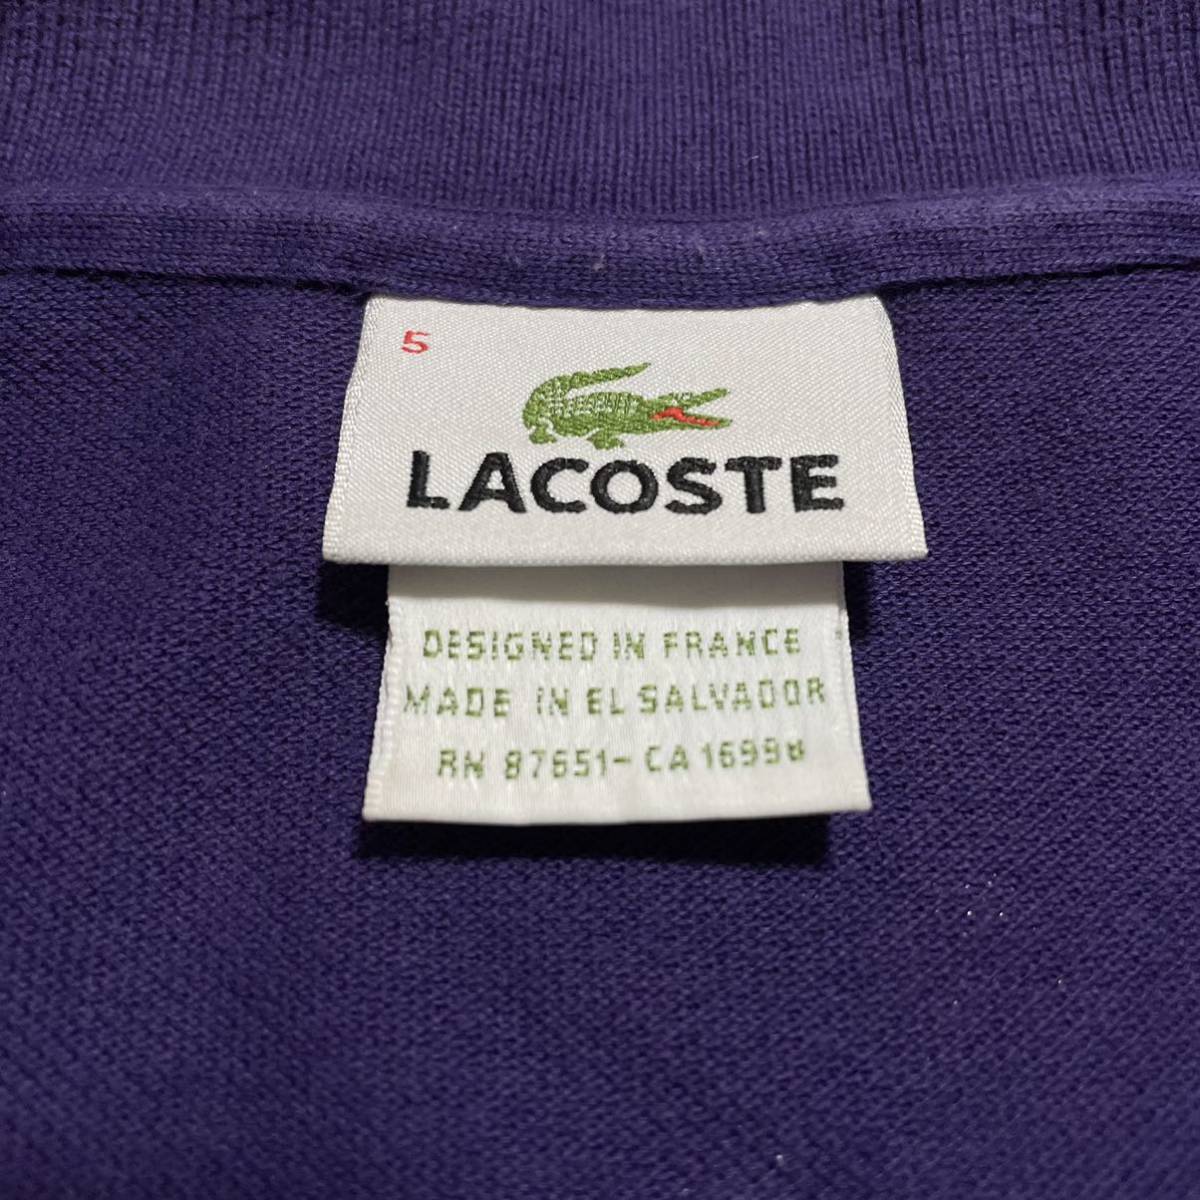 5
LACOSTE
DESIGNED IN FRANCE
MADE IN EL SALVADOR
RN 87651-CA 16998